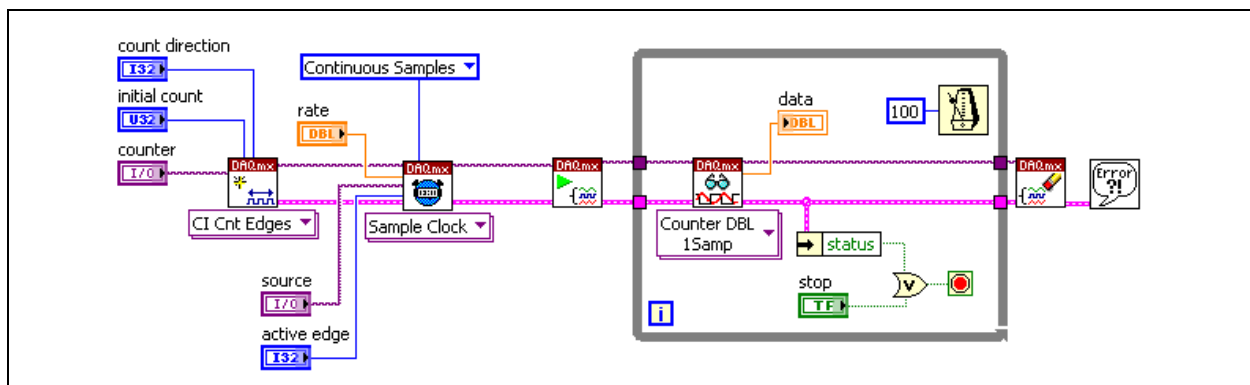 count direction
I32
initial count
U32
counter
I/O
DAQmx
CI Cnt Edges
Continuous Samples
rate
DBL
DAQmx
Sample Clock
source
I/O
active edge
I32
DAQmx
DAQmx
Counter DBL
1Samp
data
DBL
100
status
stop
TF
V
i
DAQmx
Error
?!